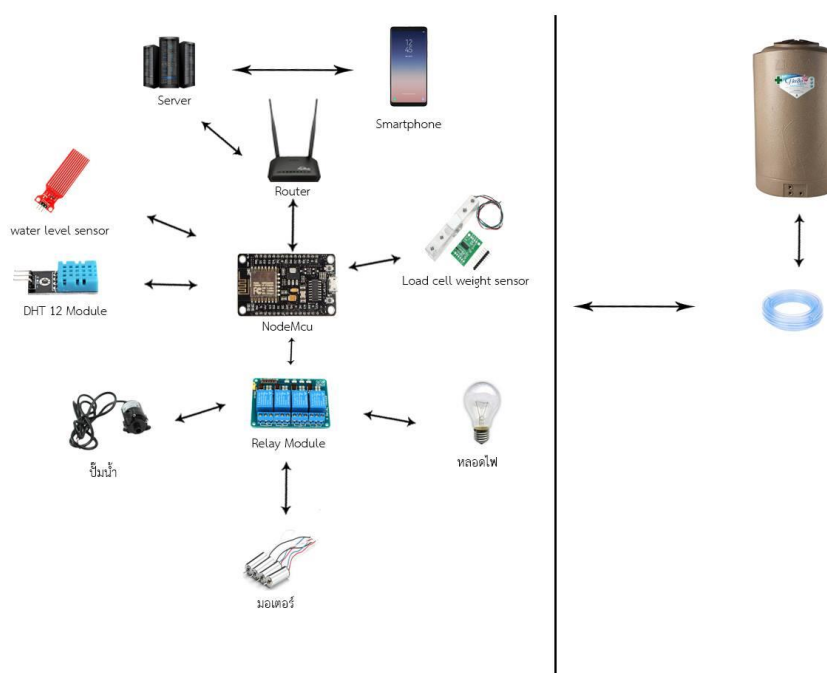 Server
Smartphone
Router
water level sensor
Load cell weight sensor
DHT 12 Module
NodeMcu
Relay Module
ปั๊มน้ำ
หลอดไฟ
มอเตอร์